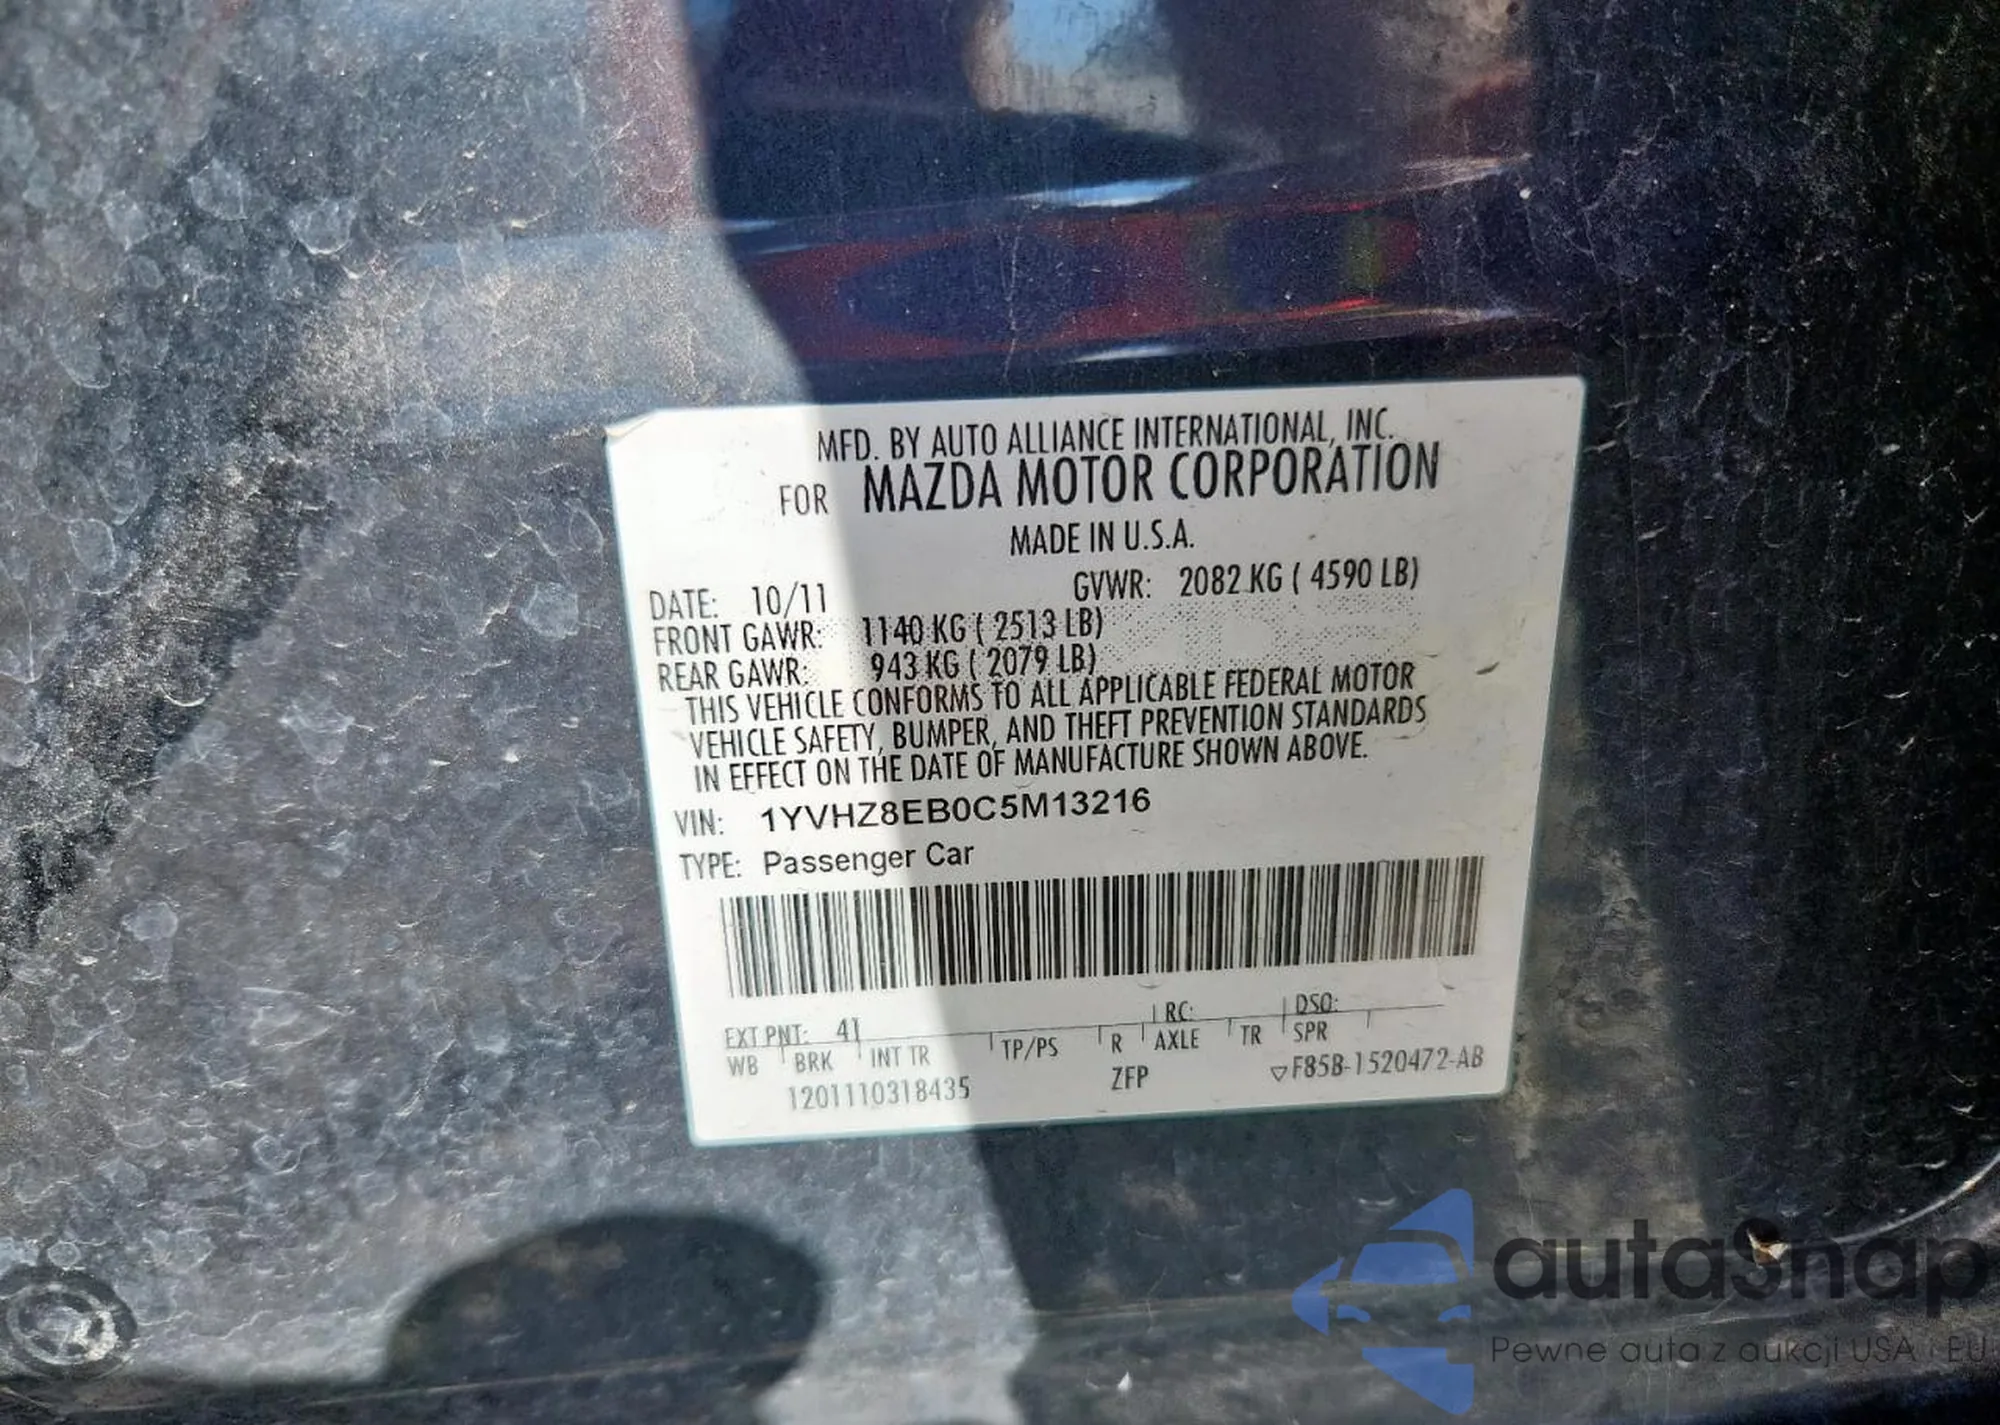 MFD. BY AUTO ALLIANCE INTERNATIONAL, INC.
FOR MAZDA MOTOR CORPORATION
MADE IN U.S.A.
DATE: 10/11 GVWR: 2082 KG ( 4590 LB)
FRONT GAWR: 1140 KG ( 2513 LB)
REAR GAWR: 943 KG ( 2079 LB)
THIS VEHICLE CONFORMS TO ALL APPLICABLE FEDERAL MOTOR
VEHICLE SAFETY, BUMPER, AND THEFT PREVENTION STANDARDS
IN EFFECT ON THE DATE OF MANUFACTURE SHOWN ABOVE.
VIN: 1YVHZ8EB0C5M13216
TYPE: Passenger Car
EXT PNT: 41 RC: DSO:
WB BRK INT TR TP/PS R AXLE TR SPR
1201110318435 ZFP ▽F85B-1520472-AB
autaSnap
Pewne auta z aukcji USA i EU